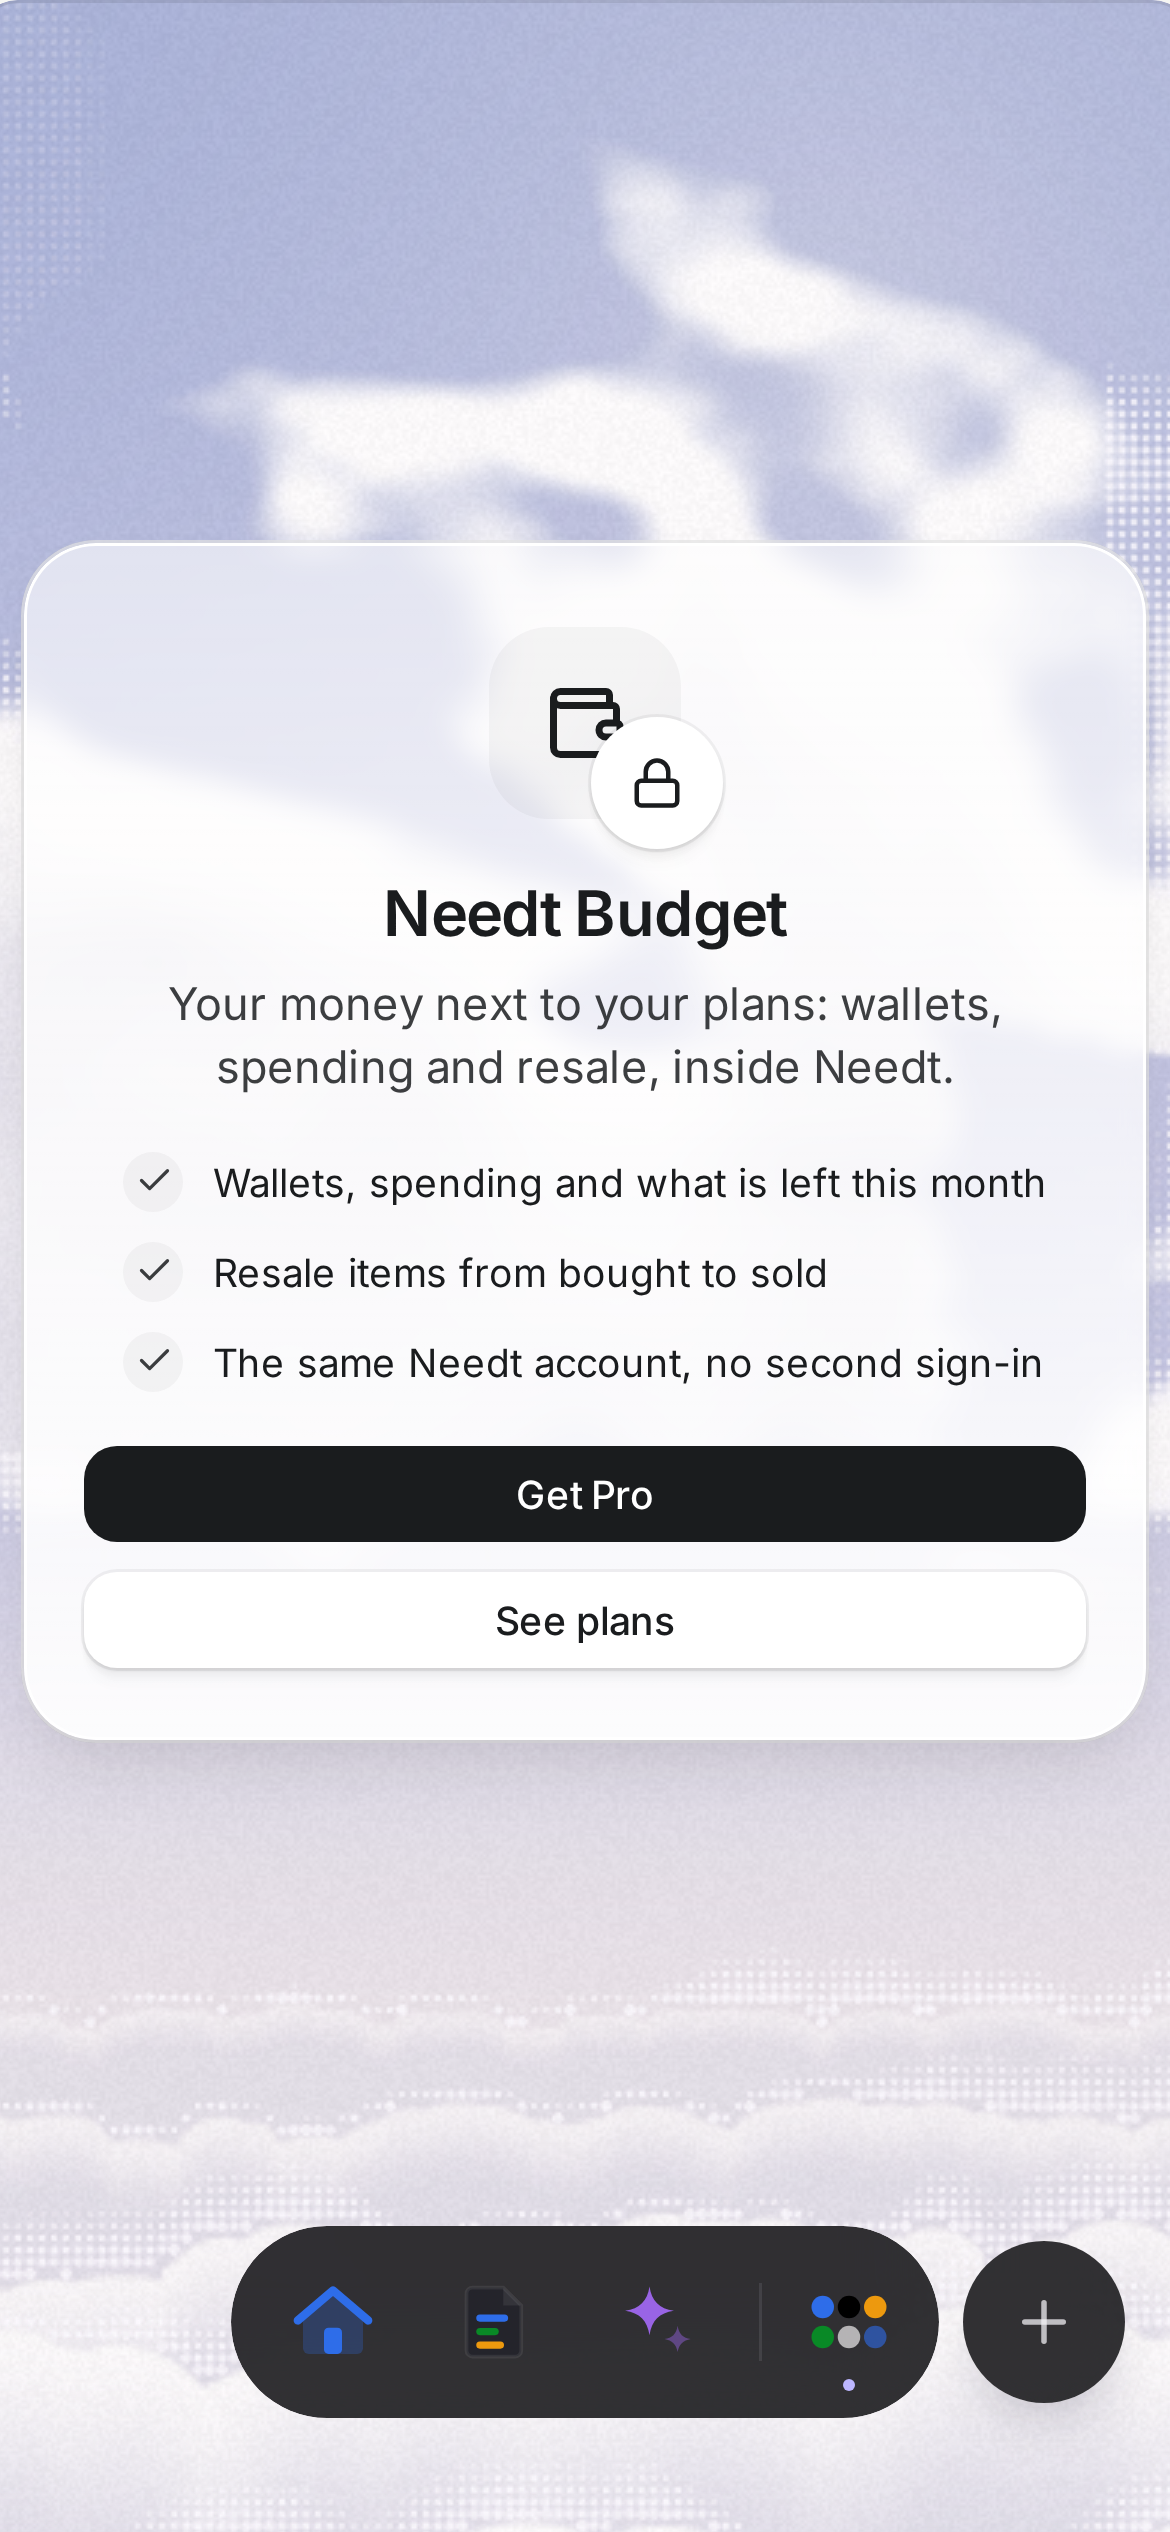 Needt Budget
Your money next to your plans: wallets,
spending and resale, inside Needt.
Wallets, spending and what is left this month
Resale items from bought to sold
The same Needt account, no second sign-in
Get Pro
See plans